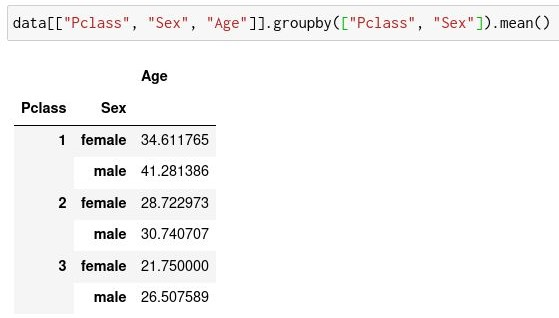 data[["Pclass", "Sex", "Age"]].groupby(["Pclass", "Sex"]).mean()
Age
Pclass Sex
1 female 34.611765
male 41.281386
2 female 28.722973
male 30.740707
3 female 21.750000
male 26.507589